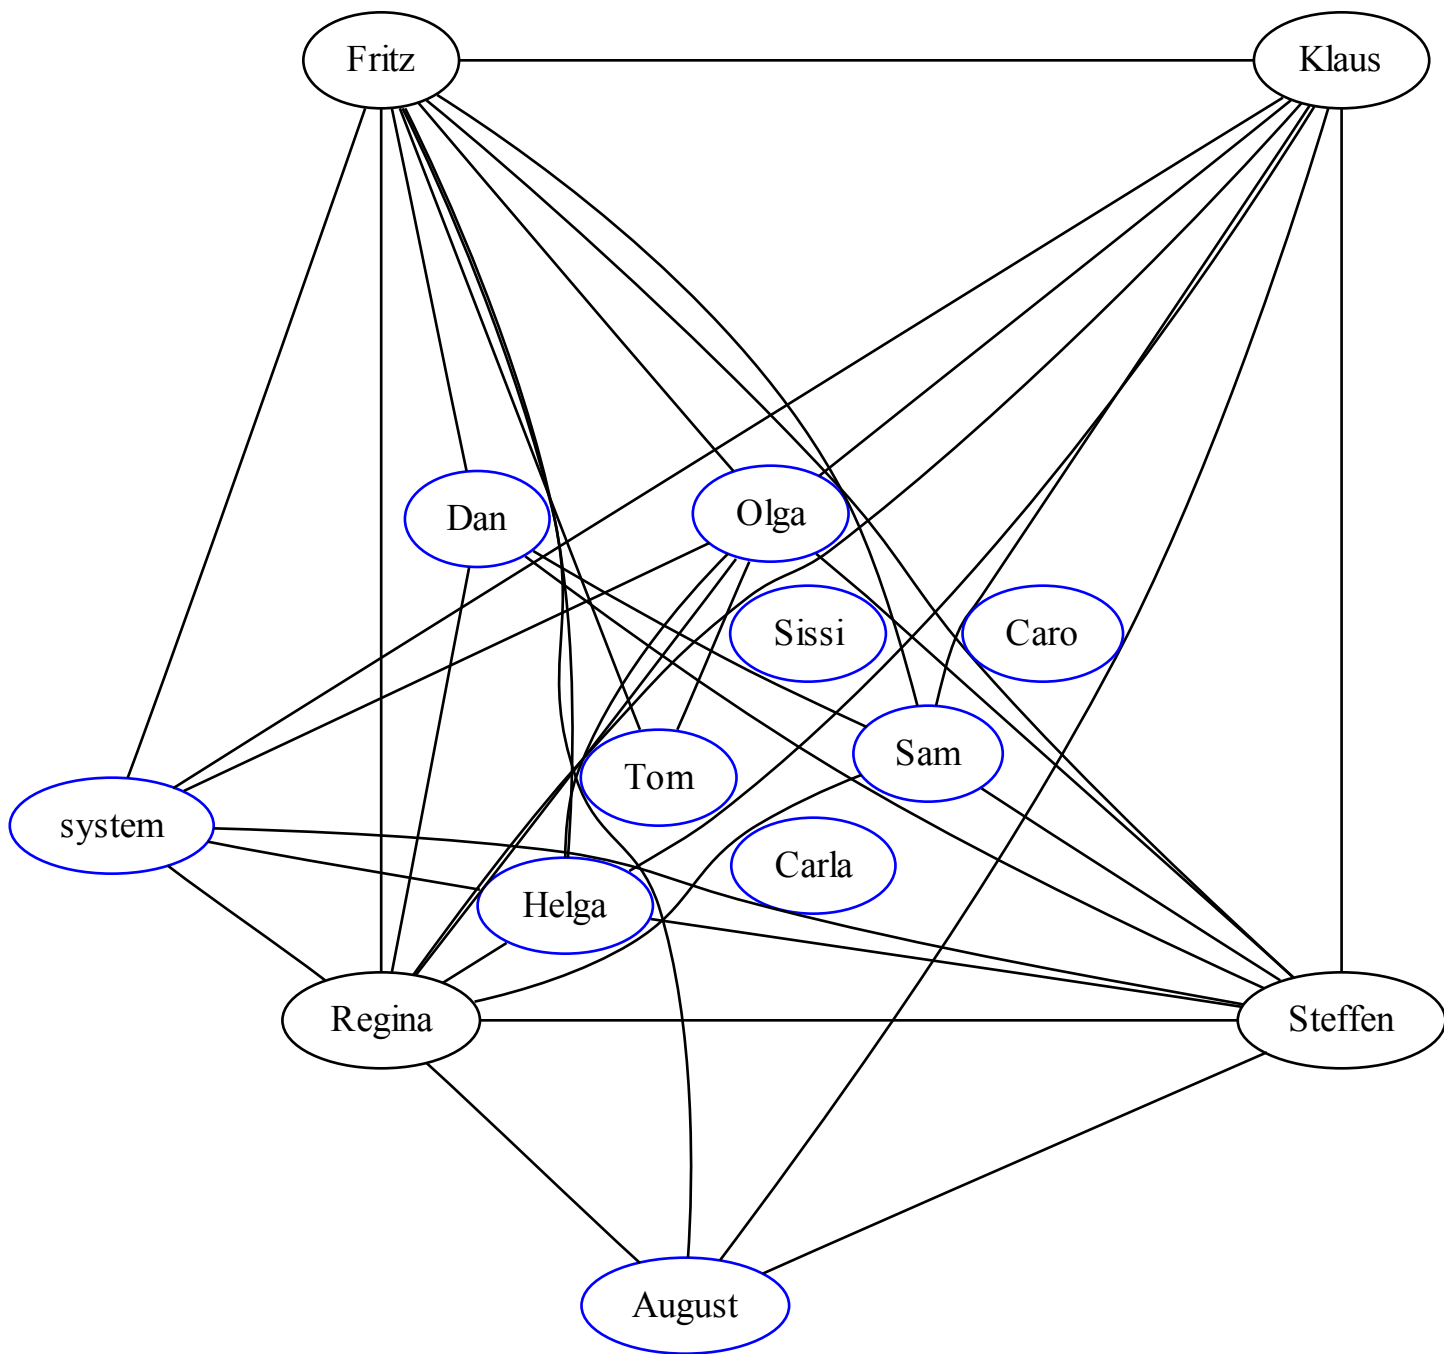 Fritz
Klaus
Dan
Olga
Sissi
Caro
Tom
Sam
system
Carla
Helga
Regina
Steffen
August